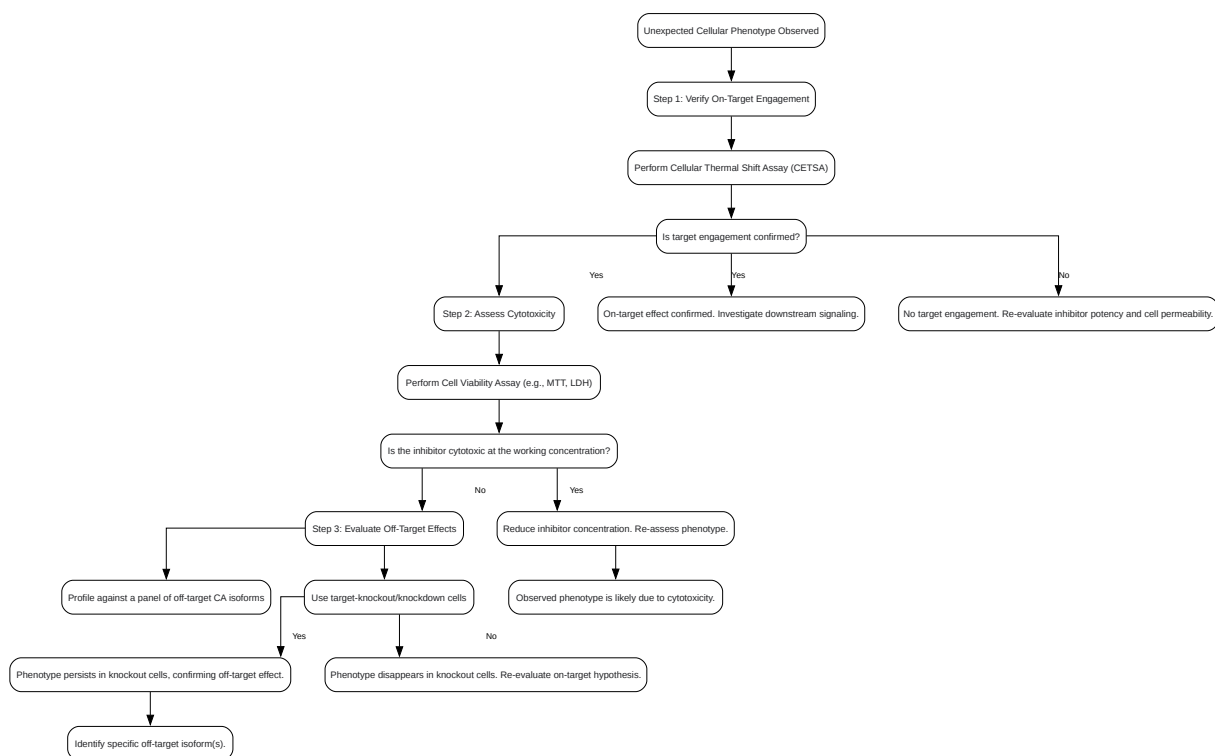 Unexpected Cellular Phenotype Observed
Step 1: Verify On-Target Engagement
Perform Cellular Thermal Shift Assay (CETSA)
Is target engagement confirmed?
Yes
Yes
No
Step 2: Assess Cytotoxicity
On-target effect confirmed. Investigate downstream signaling.
No target engagement. Re-evaluate inhibitor potency and cell permeability.
Perform Cell Viability Assay (e.g., MTT, LDH)
Is the inhibitor cytotoxic at the working concentration?
No
Yes
Step 3: Evaluate Off-Target Effects
Reduce inhibitor concentration. Re-assess phenotype.
Profile against a panel of off-target CA isoforms
Use target-knockout/knockdown cells
Observed phenotype is likely due to cytotoxicity.
Yes
No
Phenotype persists in knockout cells, confirming off-target effect.
Phenotype disappears in knockout cells. Re-evaluate on-target hypothesis.
Identify specific off-target isoform(s).